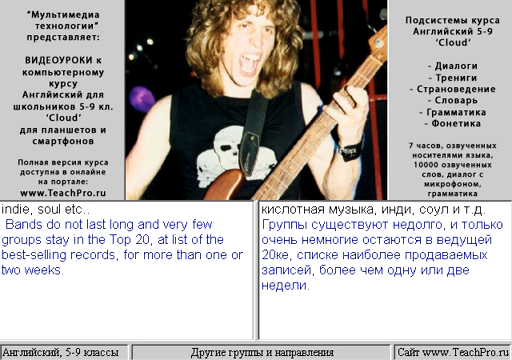 "Мультимедиа
технологии"
представляет:
ВИДЕОУРОКИ к
компьютерному
курсу
Английский для
школьников 5-9 кл.
'Cloud'
для планшетов и
смартфонов
Полная версия курса
доступна в онлайне
на портале:
www.TeachPro.ru
Подсистемы курса
Английский 5-9
'Cloud'
- Диалоги
- Тренинги
- Страноведение
- Словарь
- Грамматика
- Фонетика
7 часов, озвученных
носителями языка,
10000 озвученных
слов, диалог с
микрофоном,
грамматика
indie, soul etc..
Bands do not last long and very few
groups stay in the Top 20, at list of the
best-selling records, for more than one or
two weeks.
кислотная музыка, инди, соул и т.д.
Группы существуют недолго, и только
очень немногие остаются в ведущей
20ке, списке наиболее продаваемых
записей, более чем одну или две
недели.
Английский, 5-9 классы
Другие группы и направления
Сайт www.TeachPro.ru